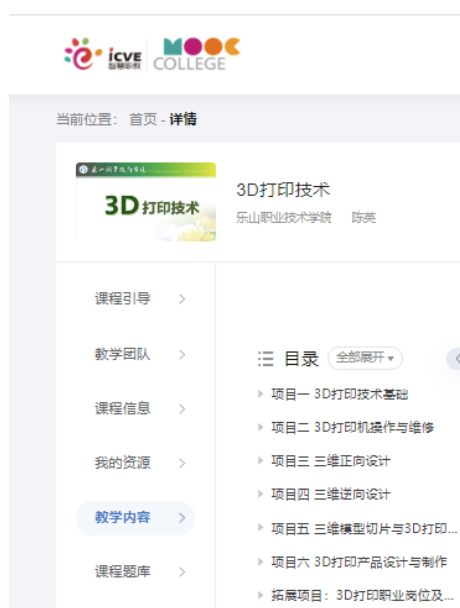 icve
智慧职教
MOOC
COLLEGE
当前位置： 首页 - 详情
3D 打印技术
3D打印技术
乐山职业技术学院 陈英
课程引导
教学团队
课程信息
我的资源
教学内容
课程题库
目录 全部展开
项目一 3D打印技术基础
项目二 3D打印机操作与维修
项目三 三维正向设计
项目四 三维逆向设计
项目五 三维模型切片与3D打印...
项目六 3D打印产品设计与制作
拓展项目：3D打印职业岗位及...